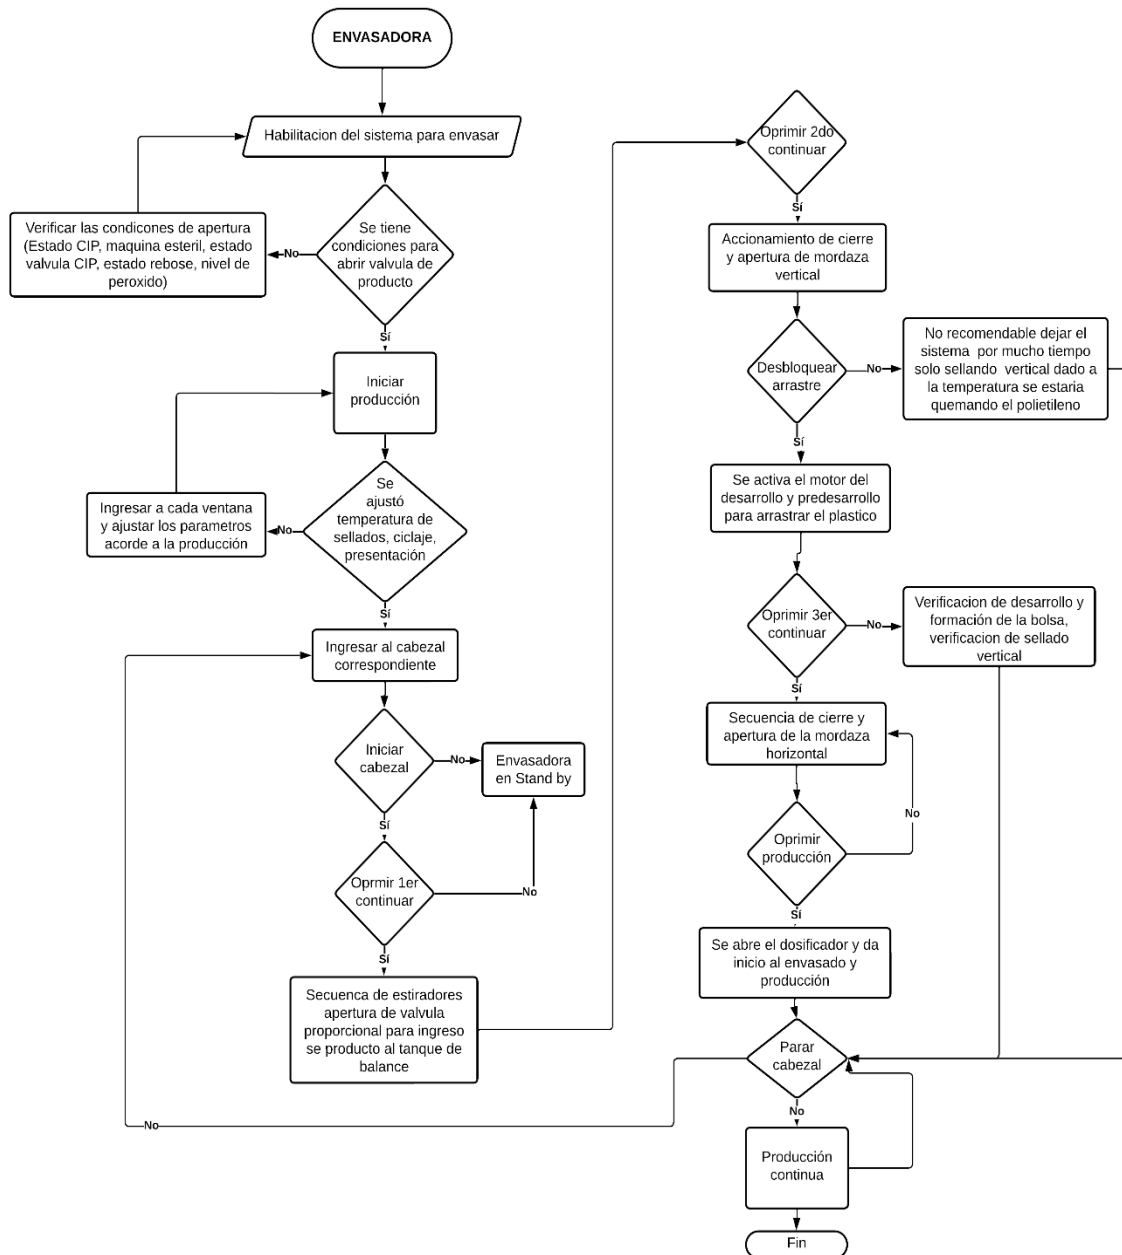 ENVASADORA
Habilitacion del sistema para envasar
Verificar las condicones de apertura
(Estado CIP, maquina esteril, estado
valvula CIP, estado rebose, nivel de
peroxido)
No
Se tiene
condiciones para
abrir valvula de
producto
Sí
Iniciar
producción
Ingresar a cada ventana
y ajustar los parametros
acorde a la producción
No
Se
ajustó
temperatura de
sellados, ciclaje,
presentación
Sí
Ingresar al cabezal
correspondiente
Iniciar
cabezal
No
Envasadora
en Stand by
Sí
Oprmir 1er
continuar
No
Sí
Secuenca de estiradores
apertura de valvula
proporcional para ingreso
se producto al tanque de
balance
Oprimir 2do
continuar
Sí
Accionamiento de cierre
y apertura de mordaza
vertical
Desbloquear
arrastre
No
No recomendable dejar el
sistema por mucho tiempo
solo sellando vertical dado a
la temperatura se estaria
quemando el polietileno
Sí
Se activa el motor del
desarrollo y predesarrollo
para arrastrar el plastico
Oprimir 3er
continuar
No
Verificacion de desarrollo y
formación de la bolsa,
verificacion de sellado
vertical
Sí
Secuencia de cierre y
apertura de la mordaza
horizontal
No
Oprimir
producción
Sí
Se abre el dosificador y da
inicio al envasado y
producción
Parar
cabezal
No
No
Producción
continua
Fin